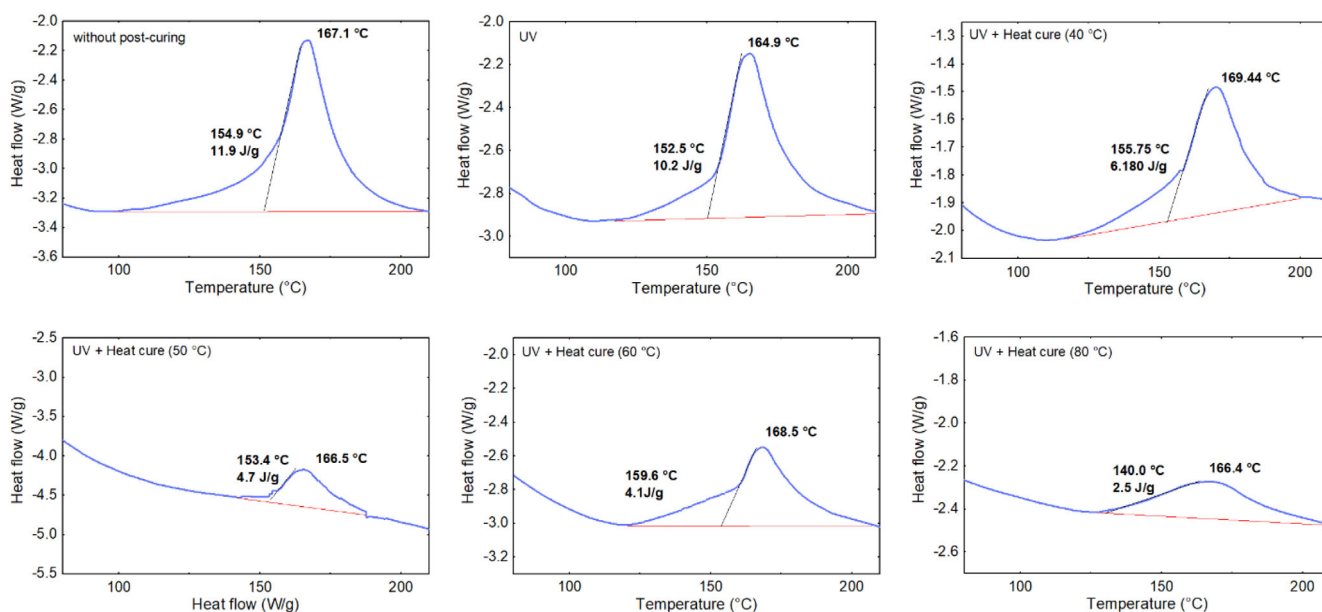 without post-curing
167.1 °C
154.9 °C
11.9 J/g
Heat flow (W/g)
-2.0
-2.2
-2.4
-2.6
-2.8
-3.0
-3.2
-3.4
-3.6
100
150
200
Temperature (°C)
UV
164.9 °C
152.5 °C
10.2 J/g
Heat flow (W/g)
-2.0
-2.2
-2.4
-2.6
-2.8
-3.0
100
150
200
Temperature (°C)
UV + Heat cure (40 °C)
169.44 °C
155.75 °C
6.180 J/g
Heat flow (W/g)
-1.3
-1.4
-1.5
-1.6
-1.7
-1.8
-1.9
-2.0
-2.1
100
150
200
Temperature (°C)
UV + Heat cure (50 °C)
153.4 °C
4.7 J/g
166.5 °C
Heat flow (W/g)
-2.5
-3.0
-3.5
-4.0
-4.5
-5.0
-5.5
100
150
200
Heat flow (W/g)
UV + Heat cure (60 °C)
168.5 °C
159.6 °C
4.1J/g
Heat flow (W/g)
-2.0
-2.2
-2.4
-2.6
-2.8
-3.0
-3.2
100
150
200
Temperature (°C)
UV + Heat cure (80 °C)
140.0 °C
2.5 J/g
166.4 °C
Heat flow (W/g)
-1.6
-1.8
-2.0
-2.2
-2.4
-2.6
100
150
200
Temperature (°C)